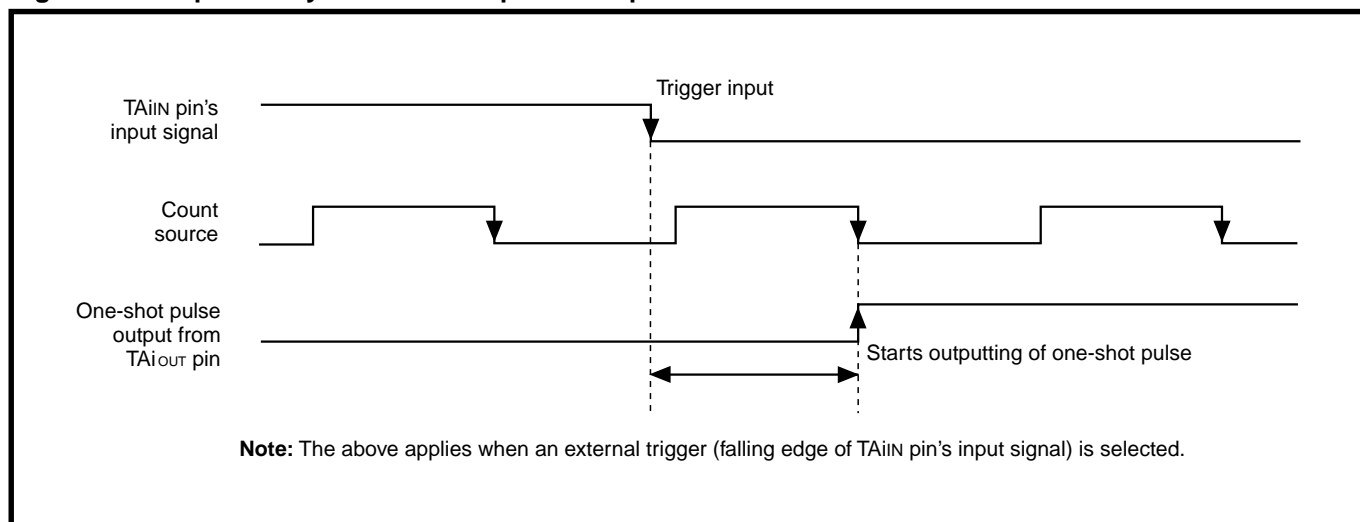 Trigger input
TAiIN pin's
input signal
Count
source
One-shot pulse
output from
TAiOUT pin
Starts outputting of one-shot pulse
Note: The above applies when an external trigger (falling edge of TAiIN pin's input signal) is selected.